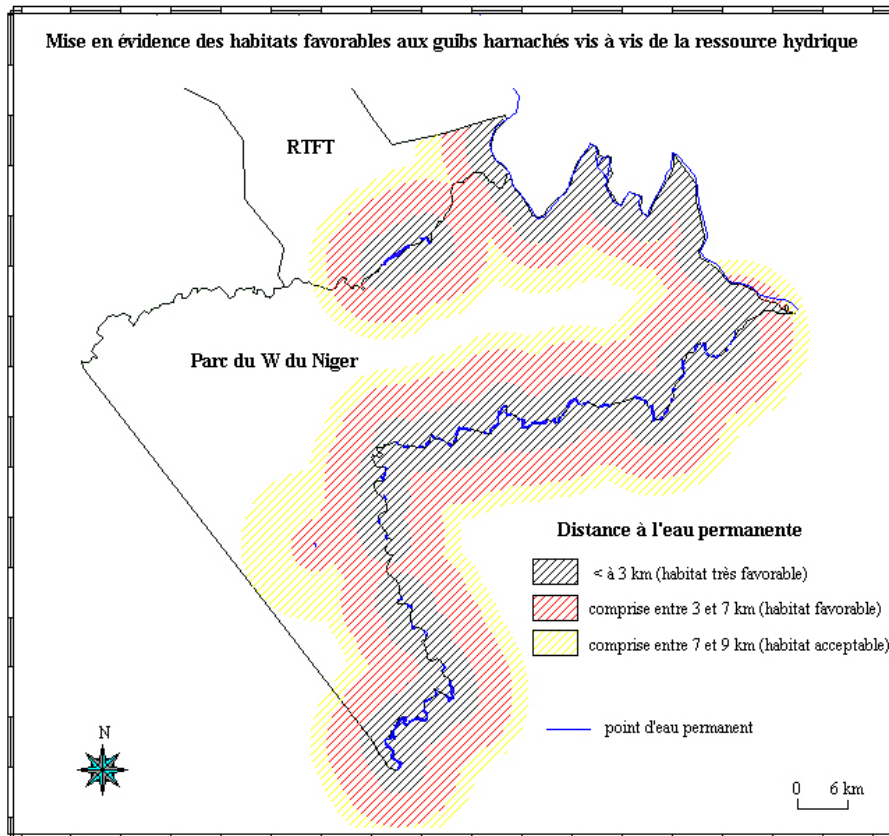 Mise en évidence des habitats favorables aux guibs harnachés vis à vis de la ressource hydrique
RTFT
Parc du W du Niger
Distance à l'eau permanente
< à 3 km (habitat très favorable)
comprise entre 3 et 7 km (habitat favorable)
comprise entre 7 et 9 km (habitat acceptable)
point d'eau permanent
N
0 6 km